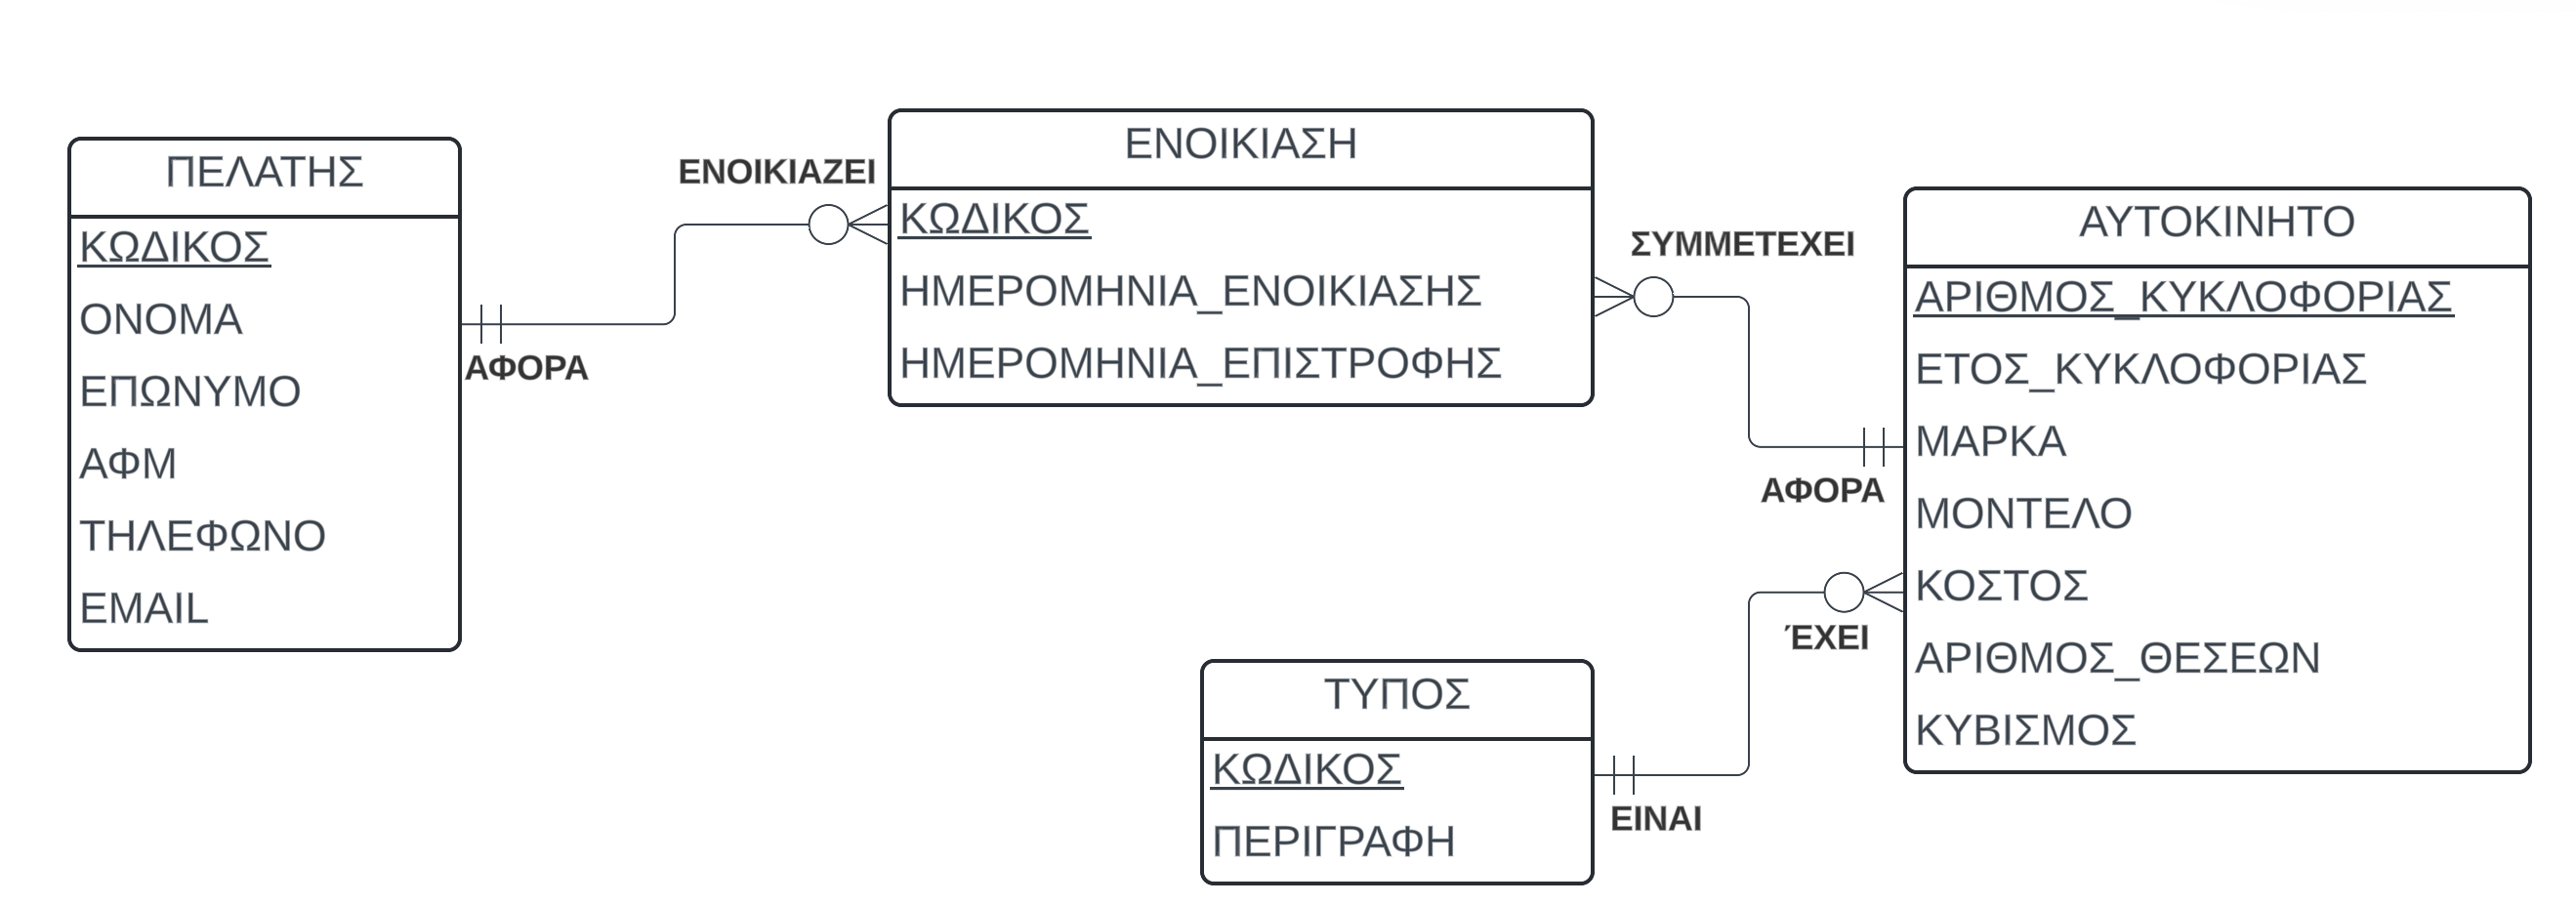 ΠΕΛΑΤΗΣ
ΚΩΔΙΚΟΣ
ΟΝΟΜΑ
ΕΠΩΝΥΜΟ
ΑΦΜ
ΤΗΛΕΦΩΝΟ
EMAIL
ΑΦΟΡΑ
ΕΝΟΙΚΙΑΖΕΙ
ΕΝΟΙΚΙΑΣΗ
ΚΩΔΙΚΟΣ
ΗΜΕΡΟΜΗΝΙΑ_ΕΝΟΙΚΙΑΣΗΣ
ΗΜΕΡΟΜΗΝΙΑ_ΕΠΙΣΤΡΟΦΗΣ
ΣΥΜΜΕΤΕΧΕΙ
ΑΦΟΡΑ
ΑΥΤΟΚΙΝΗΤΟ
ΑΡΙΘΜΟΣ_ΚΥΚΛΟΦΟΡΙΑΣ
ΕΤΟΣ_ΚΥΚΛΟΦΟΡΙΑΣ
ΜΑΡΚΑ
ΜΟΝΤΕΛΟ
ΚΟΣΤΟΣ
ΑΡΙΘΜΟΣ_ΘΕΣΕΩΝ
ΚΥΒΙΣΜΟΣ
ΈΧΕΙ
ΕΙΝΑΙ
ΤΥΠΟΣ
ΚΩΔΙΚΟΣ
ΠΕΡΙΓΡΑΦΗ